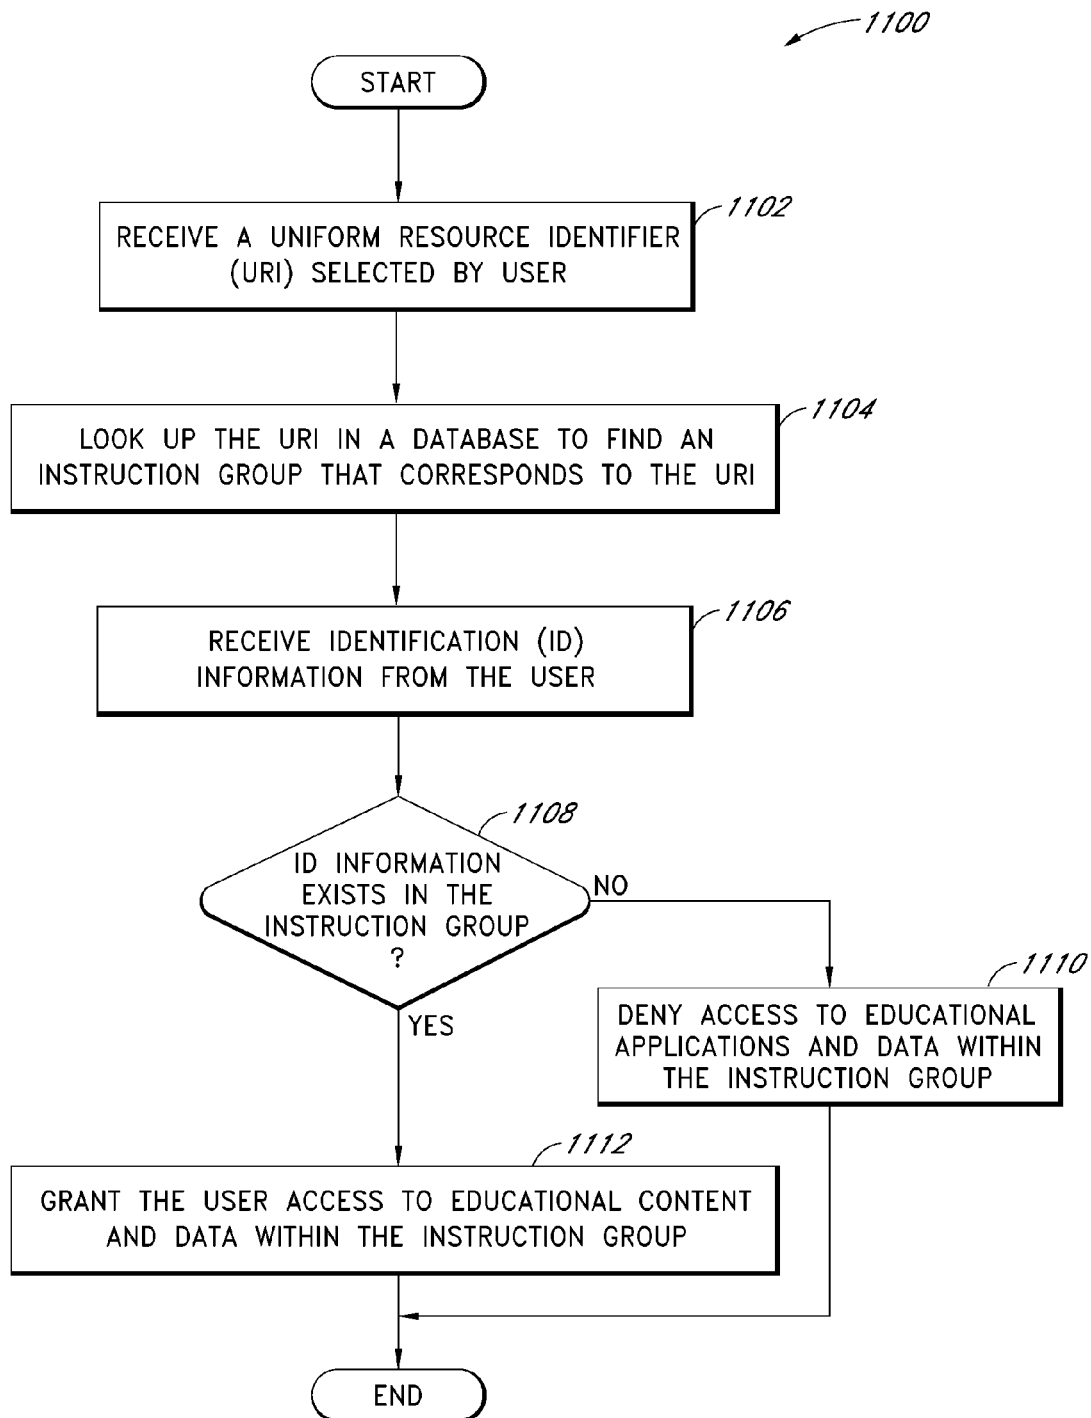 1100
START
1102
RECEIVE A UNIFORM RESOURCE IDENTIFIER
(URI) SELECTED BY USER
1104
LOOK UP THE URI IN A DATABASE TO FIND AN
INSTRUCTION GROUP THAT CORRESPONDS TO THE URI
1106
RECEIVE IDENTIFICATION (ID)
INFORMATION FROM THE USER
1108
ID INFORMATION
EXISTS IN THE
INSTRUCTION GROUP
?
NO
YES
1110
DENY ACCESS TO EDUCATIONAL
APPLICATIONS AND DATA WITHIN
THE INSTRUCTION GROUP
1112
GRANT THE USER ACCESS TO EDUCATIONAL CONTENT
AND DATA WITHIN THE INSTRUCTION GROUP
END